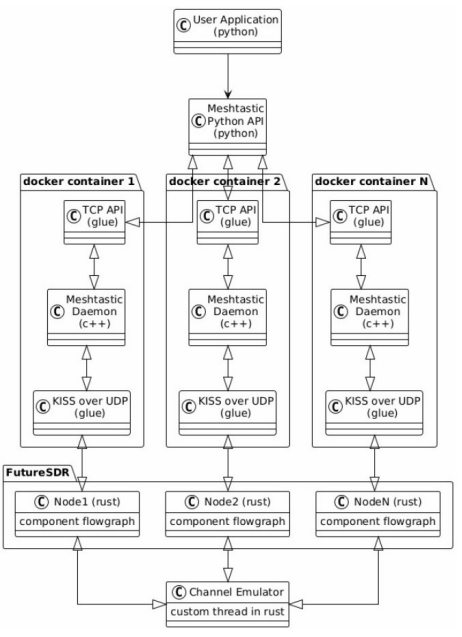 C User Application
(python)
Meshtastic
C Python API
(python)
docker container 1
docker container 2
docker container N
C TCP API
(glue)
C TCP API
(glue)
C TCP API
(glue)
Meshtastic
C Daemon
(c++)
Meshtastic
C Daemon
(c++)
Meshtastic
C Daemon
(c++)
C KISS over UDP
(glue)
C KISS over UDP
(glue)
C KISS over UDP
(glue)
FutureSDR
C Node1 (rust)
component flowgraph
C Node2 (rust)
component flowgraph
C NodeN (rust)
component flowgraph
C Channel Emulator
custom thread in rust